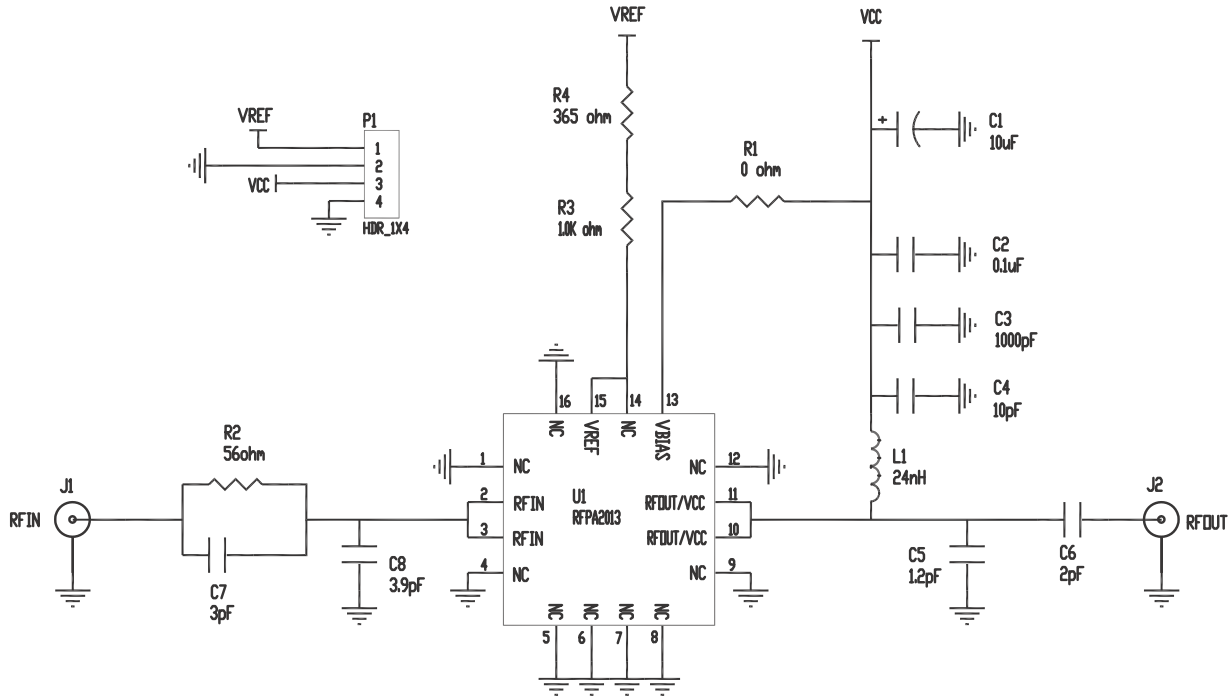 VREF
VCC
R4
365 ohm
VREF
P1
1
2
VCC
3
4
HDR_1X4
+
C1
10uF
R1
0 ohm
R3
1.0K ohm
C2
0.1uF
C3
1000pF
C4
10pF
16
15
14
13
NC
VREF
NC
VBIAS
R2
56ohm
L1
24nH
1
NC
NC
12
2
RFIN
U1
RFPA2013
RFOUT/VCC
11
3
RFIN
RFOUT/VCC
10
4
NC
NC
9
J1
RFIN
J2
RFOUT
C7
3pF
C8
3.9pF
C5
1.2pF
C6
2pF
NC
NC
NC
NC
5
6
7
8